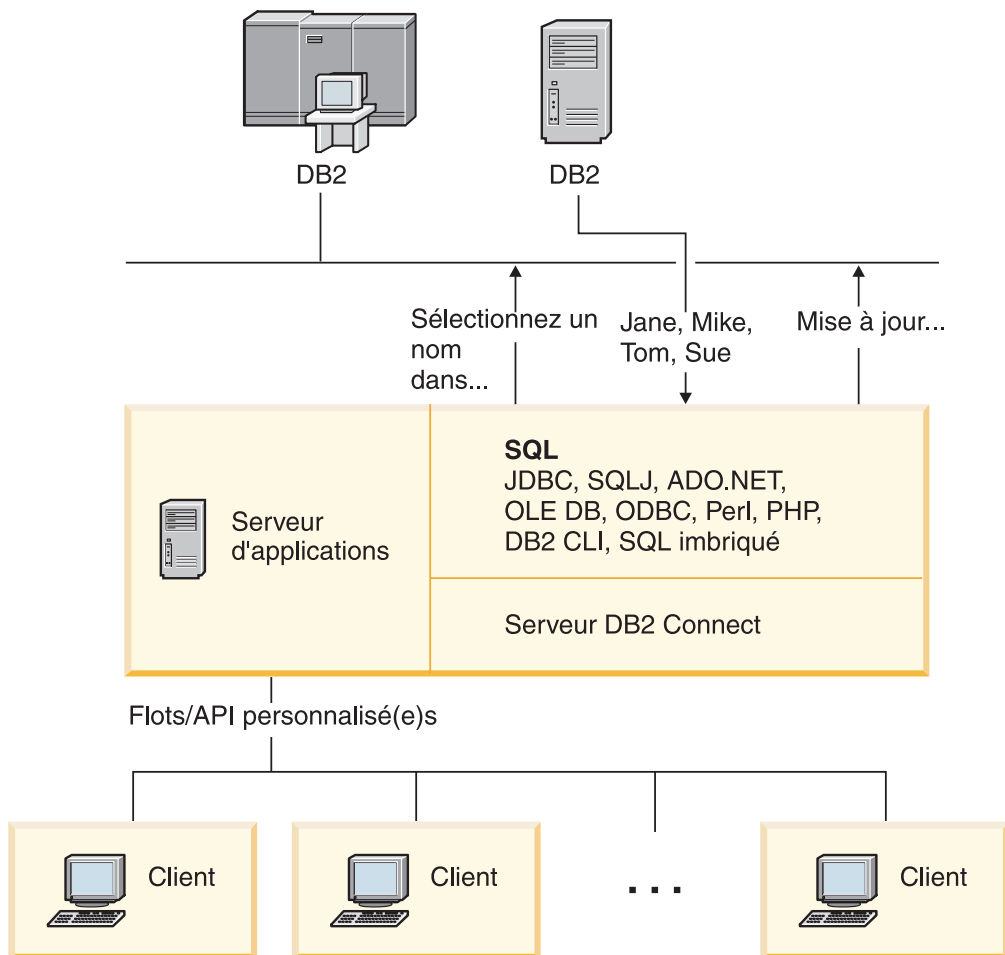 DB2
DB2
Sélectionnez un
nom
dans...
Jane, Mike,
Tom, Sue
Mise à jour...
Serveur
d'applications
SQL
JDBC, SQLJ, ADO.NET,
OLE DB, ODBC, Perl, PHP,
DB2 CLI, SQL imbriqué
Serveur DB2 Connect
Flots/API personnalisé(e)s
Client
Client
...
Client